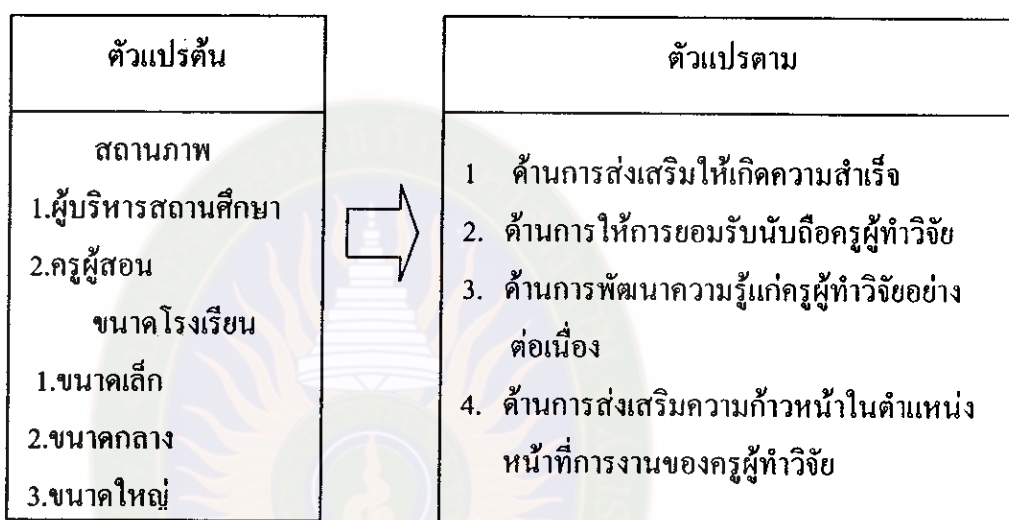 ตัวแปรต้น
สถานภาพ
1.ผู้บริหารสถานศึกษา
2.ครูผู้สอน
ขนาดโรงเรียน
1.ขนาดเล็ก
2.ขนาดกลาง
3.ขนาดใหญ่
ตัวแปรตาม
1 ด้านการส่งเสริมให้เกิดความสำเร็จ
2. ด้านการให้การยอมรับนับถือครูผู้ทำวิจัย
3. ด้านการพัฒนาความรู้แก่ครูผู้ทำวิจัยอย่าง
ต่อเนื่อง
4. ด้านการส่งเสริมความก้าวหน้าในตำแหน่ง
หน้าที่การงานของครูผู้ทำวิจัย